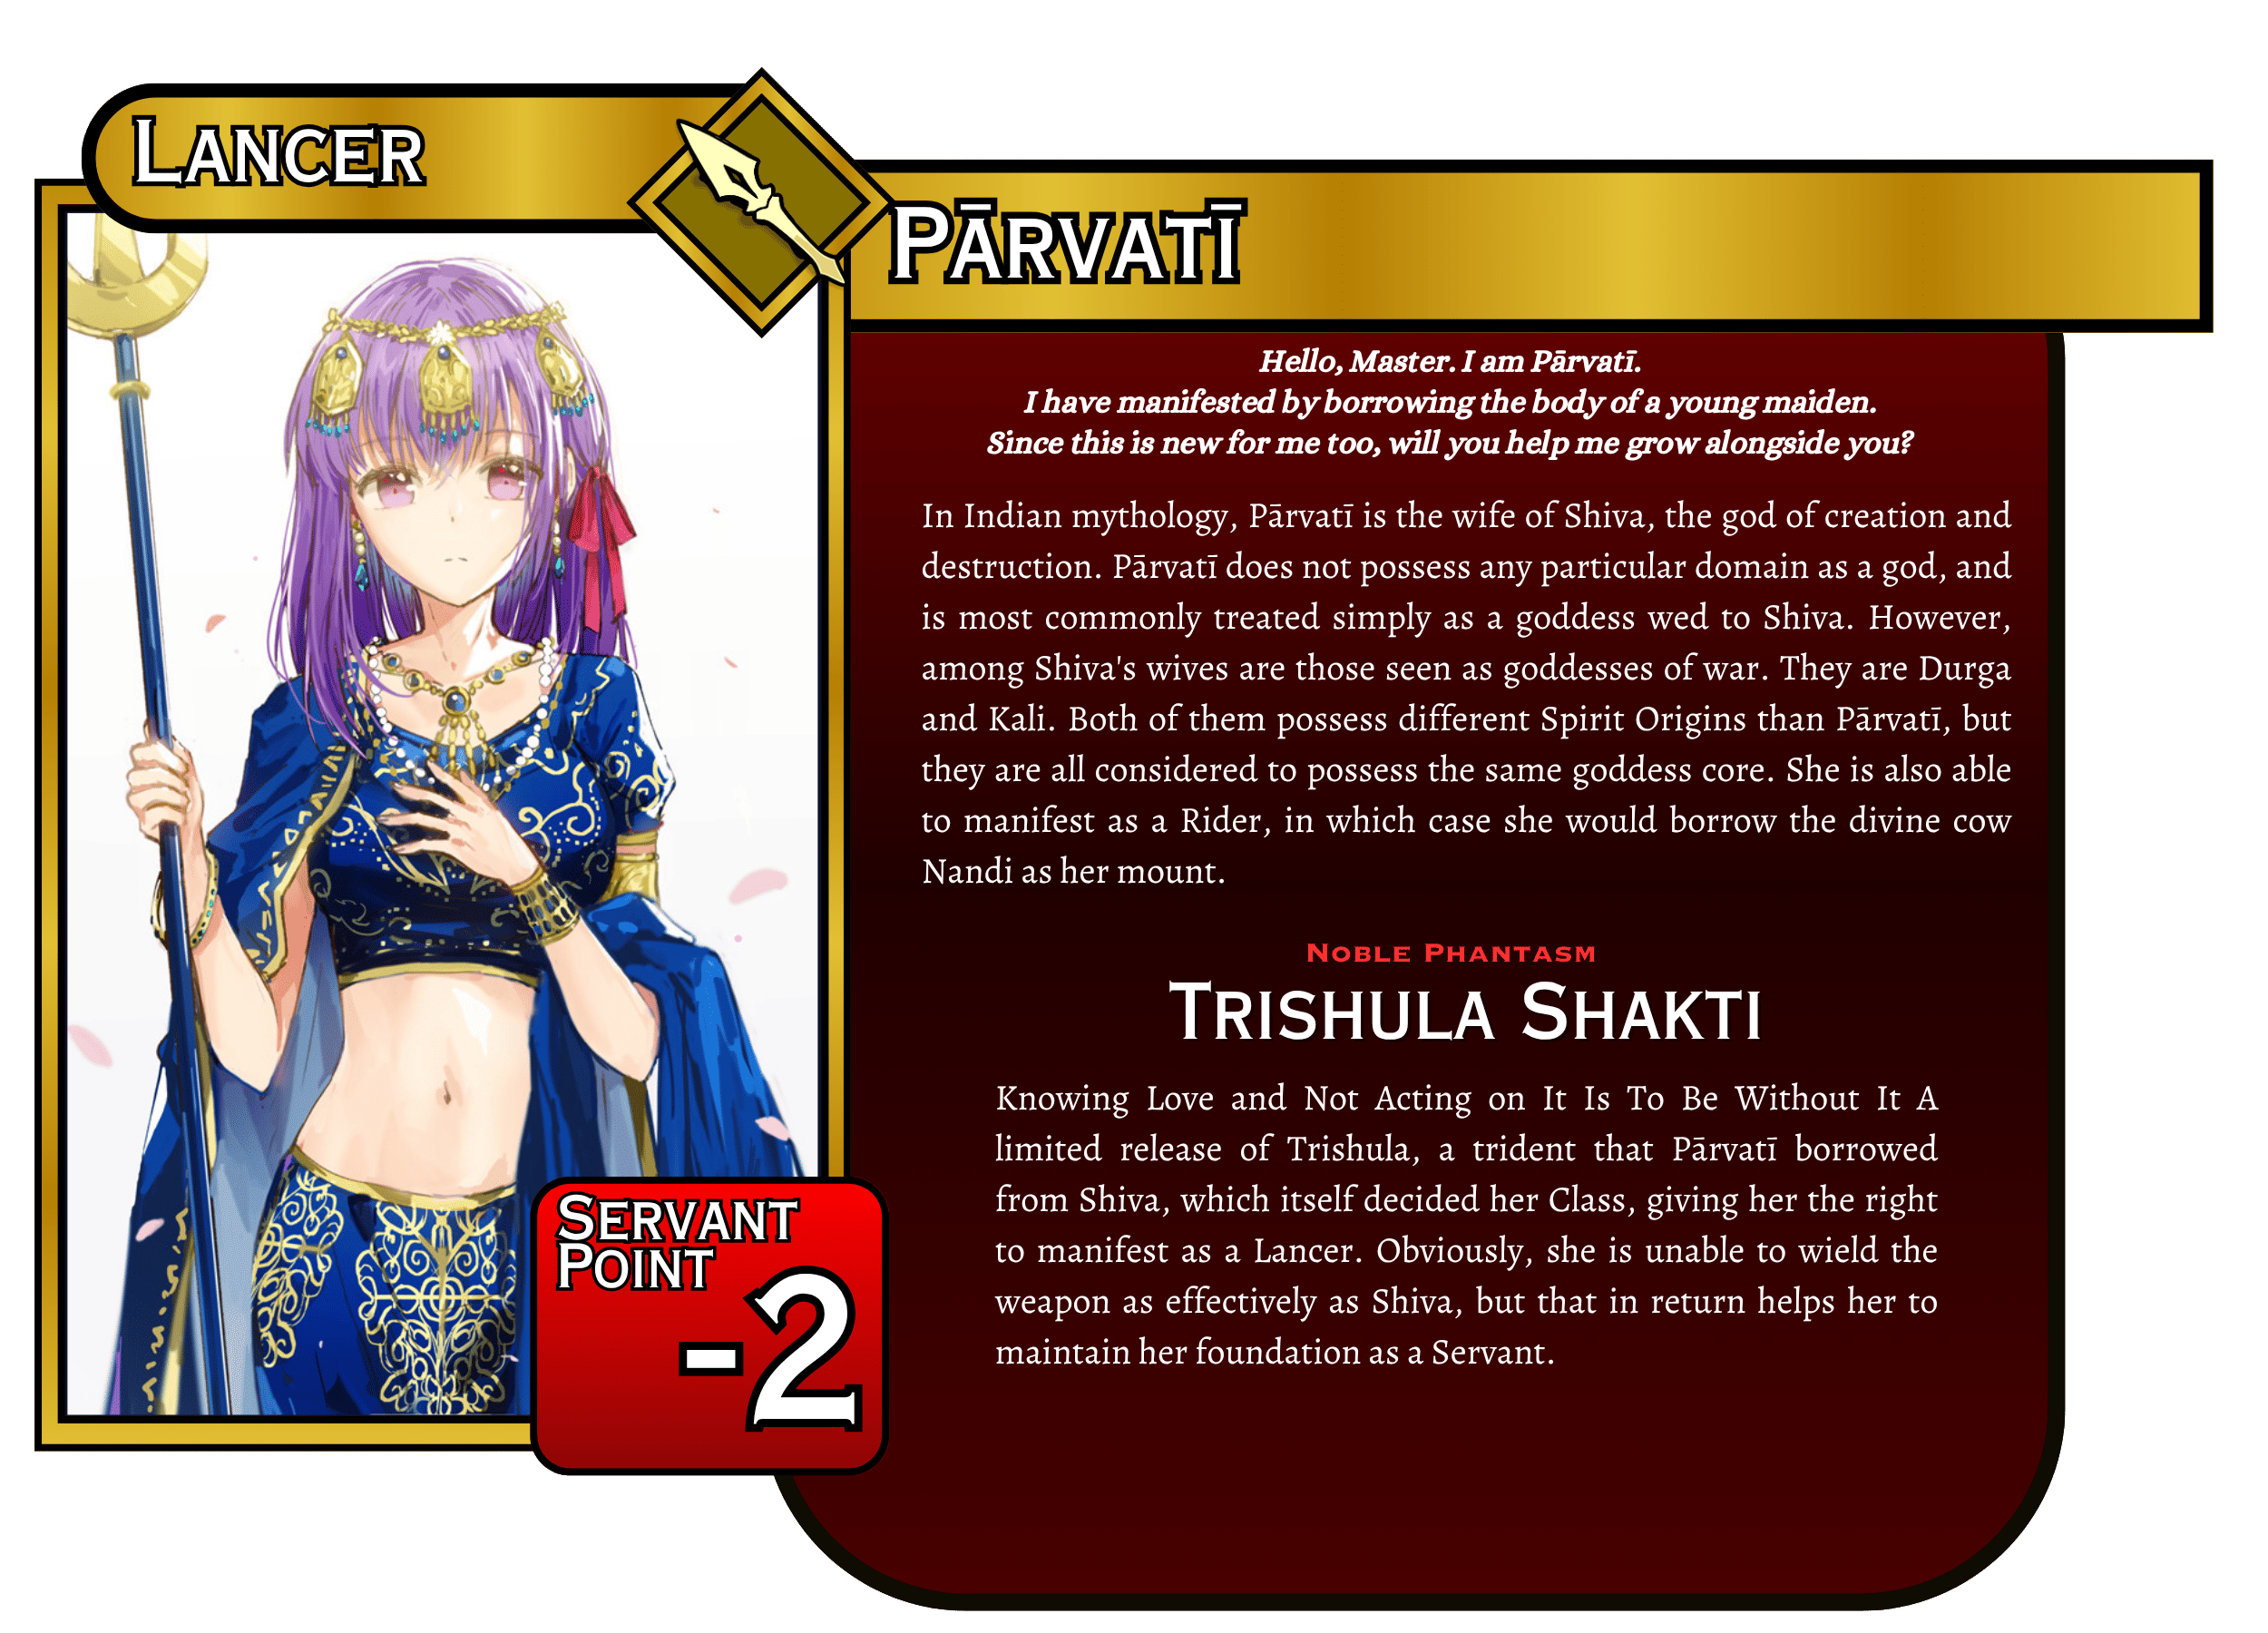 LANCER
PĀRVATĪ
Hello, Master. I am Pārvatī.
I have manifested by borrowing the body of a young maiden.
Since this is new for me too, will you help me grow alongside you?
In Indian mythology, Pārvatī is the wife of Shiva, the god of creation and
destruction. Pārvatī does not possess any particular domain as a god, and
is most commonly treated simply as a goddess wed to Shiva. However,
among Shiva's wives are those seen as goddesses of war. They are Durga
and Kali. Both of them possess different Spirit Origins than Pārvatī, but
they are all considered to possess the same goddess core. She is also able
to manifest as a Rider, in which case she would borrow the divine cow
Nandi as her mount.
NOBLE PHANTASM
TRISHULA SHAKTI
Knowing Love and Not Acting on It Is To Be Without It A
limited release of Trishula, a trident that Pārvatī borrowed
from Shiva, which itself decided her Class, giving her the right
to manifest as a Lancer. Obviously, she is unable to wield the
weapon as effectively as Shiva, but that in return helps her to
maintain her foundation as a Servant.
SERVANT
POINT
-2